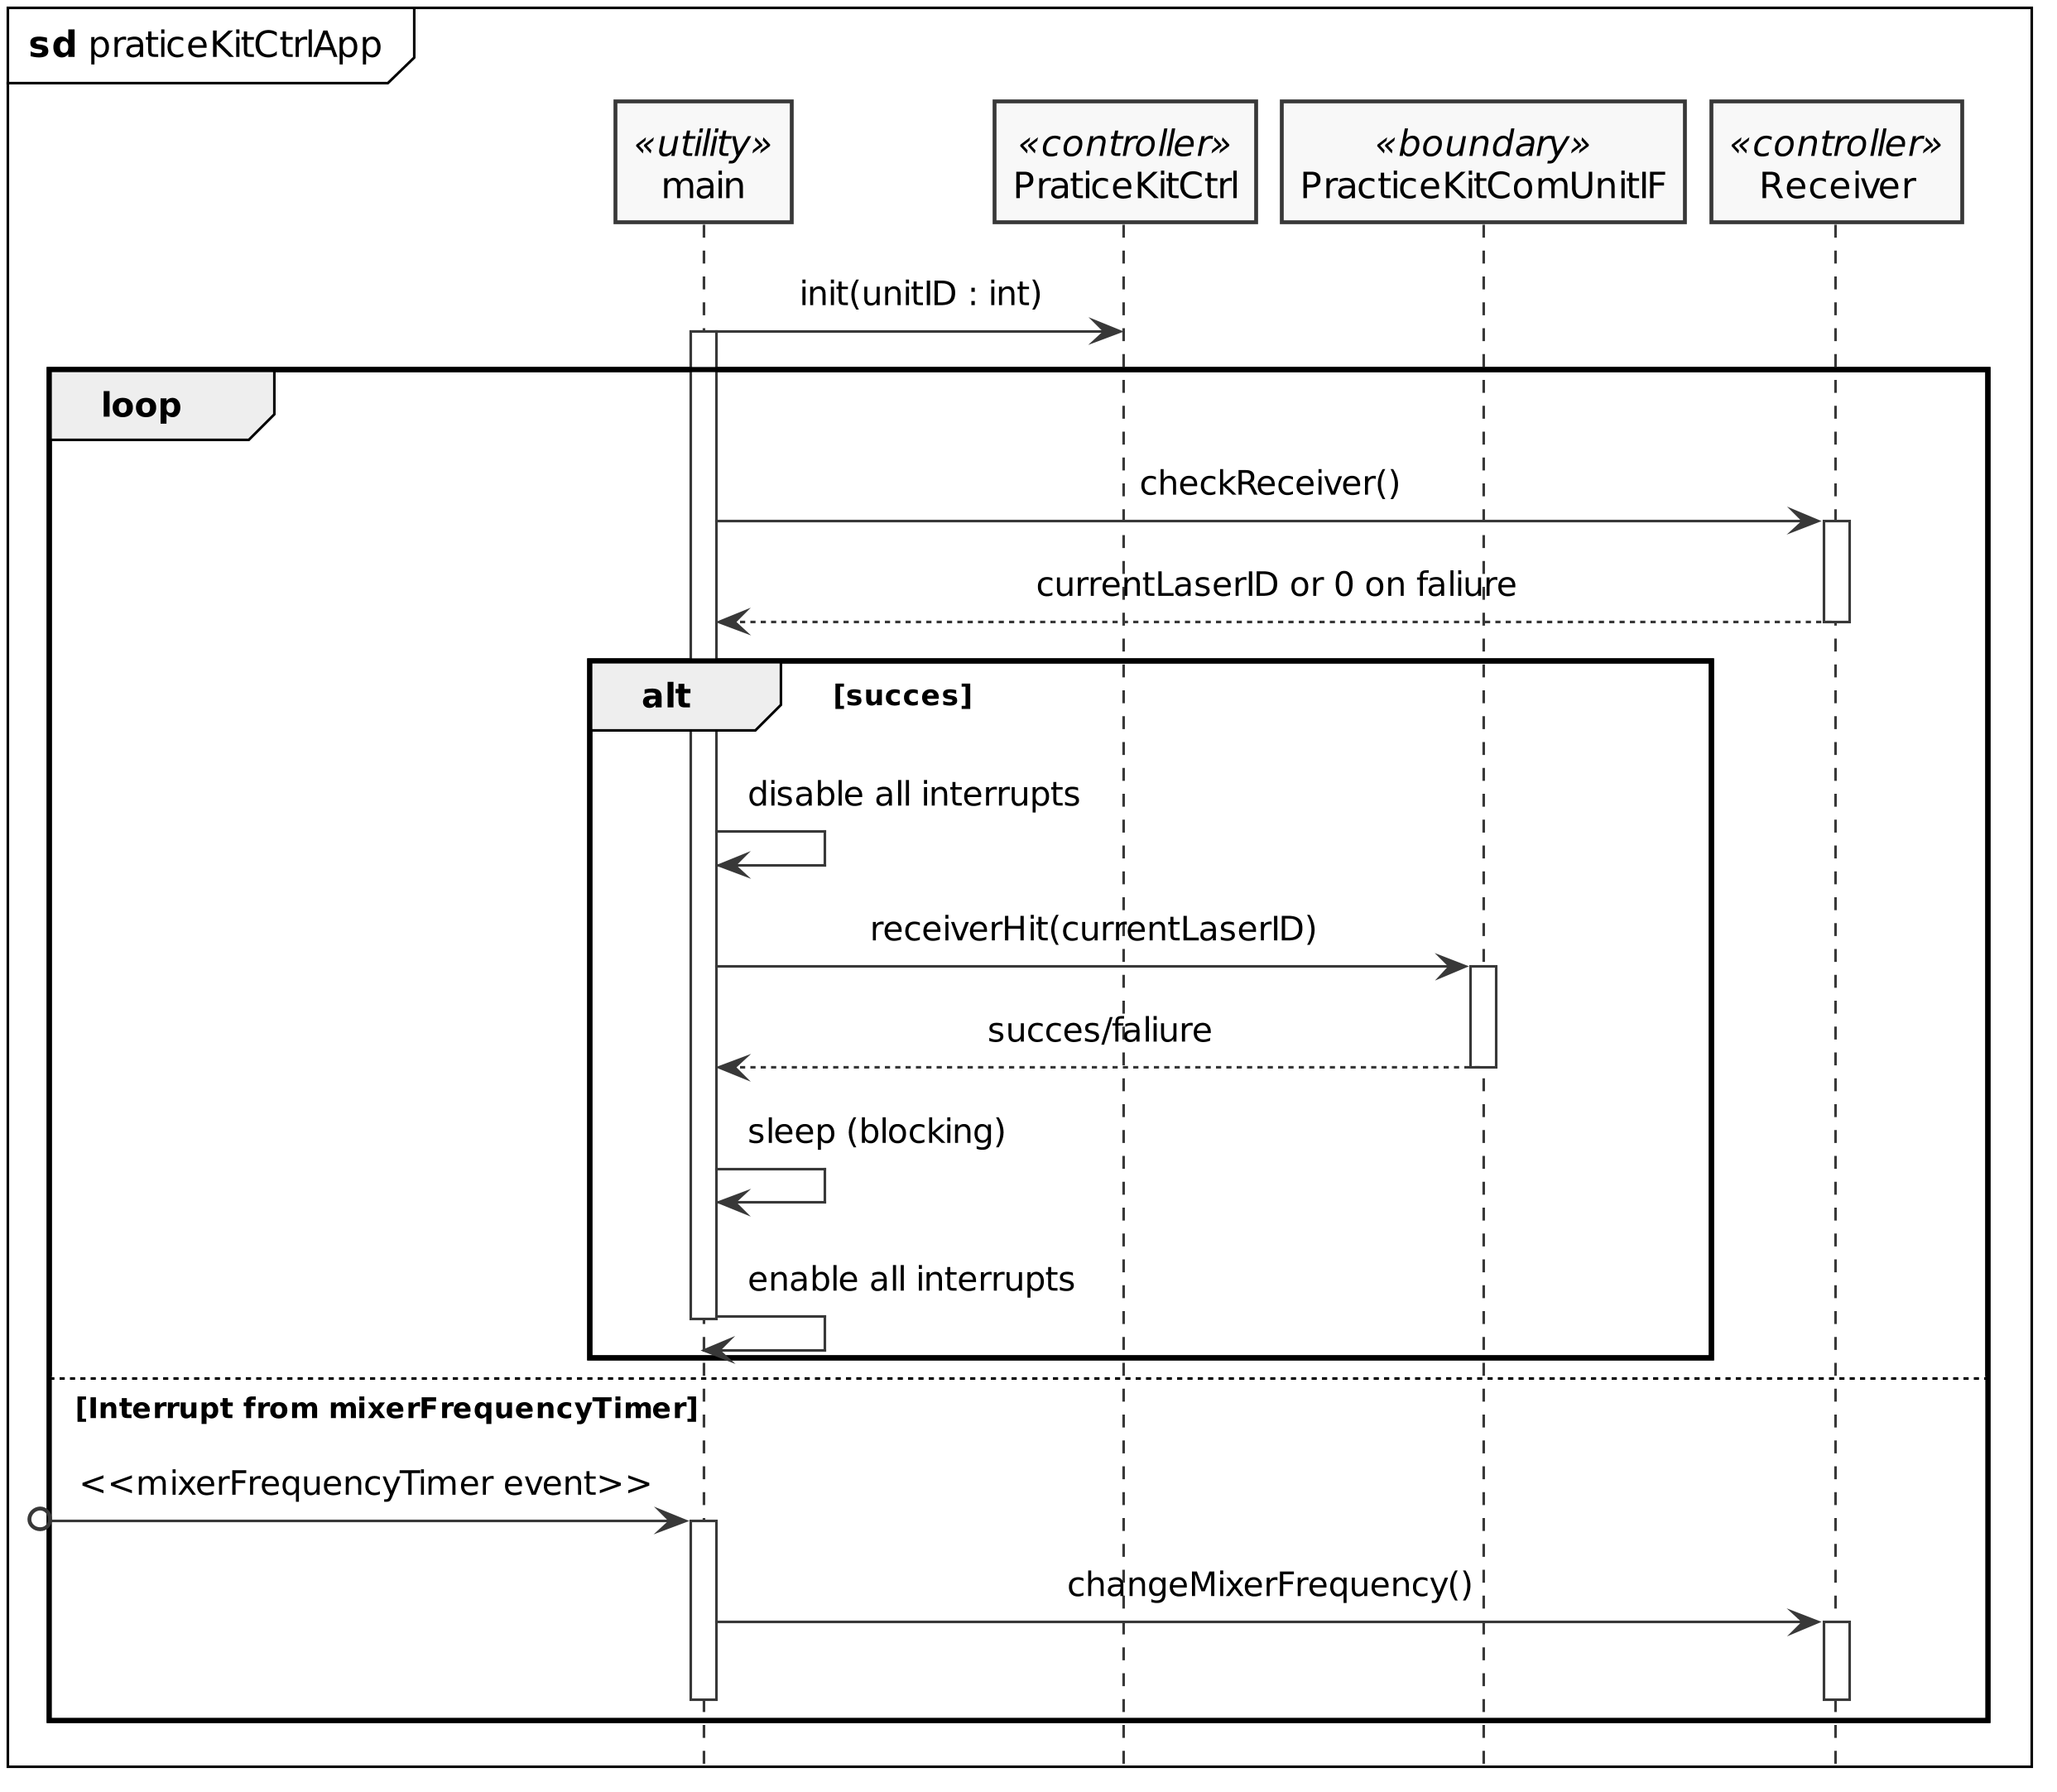 sd praticeKitCtrlApp
«utility»
main
«controller»
PraticeKitCtrl
«boundary»
PracticeKitComUnitIF
«controller»
Receiver
init(unitID : int)
loop
checkReceiver()
currentLaserID or 0 on faliure
alt [succes]
disable all interrupts
receiverHit(currentLaserID)
succes/faliure
sleep (blocking)
enable all interrupts
[Interrupt from mixerFrequencyTimer]
<<mixerFrequencyTimer event>>
changeMixerFrequency()